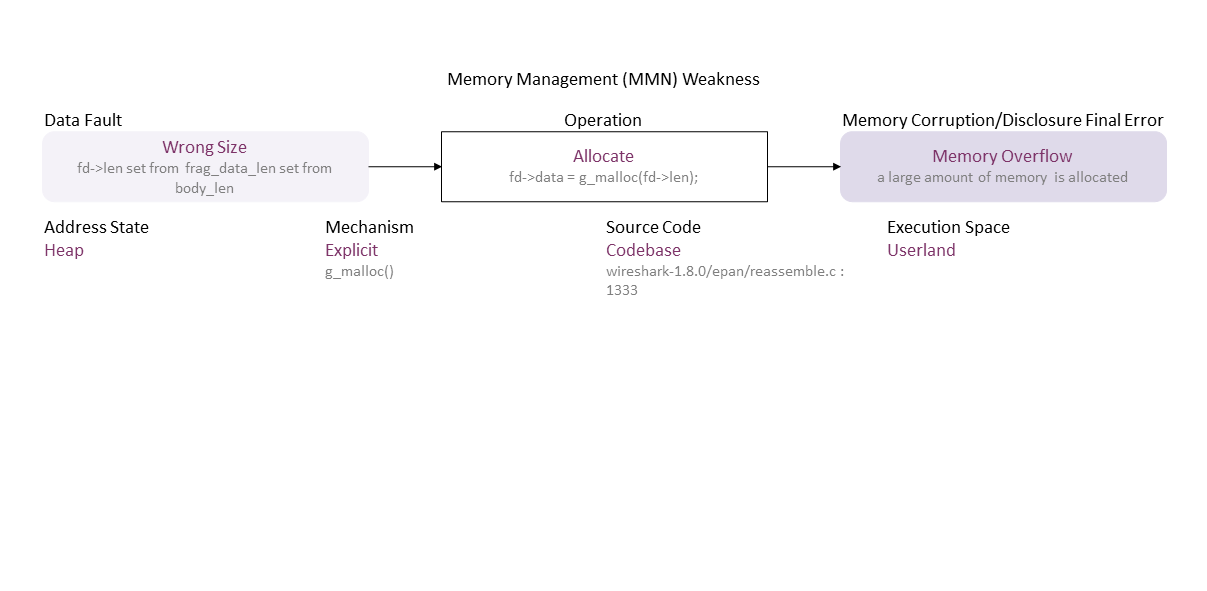 Memory Management (MMN) Weakness
Data Fault
Operation
Memory Corruption/Disclosure Final Error
Wrong Size
fd->len set from frag_data_len set from
body_len
Allocate
fd->data = g_malloc(fd->len);
Memory Overflow
a large amount of memory is allocated
Address State
Heap
Mechanism
Explicit
g_malloc()
Source Code
Codebase
wireshark-1.8.0/epan/reassemble.c :
1333
Execution Space
Userland